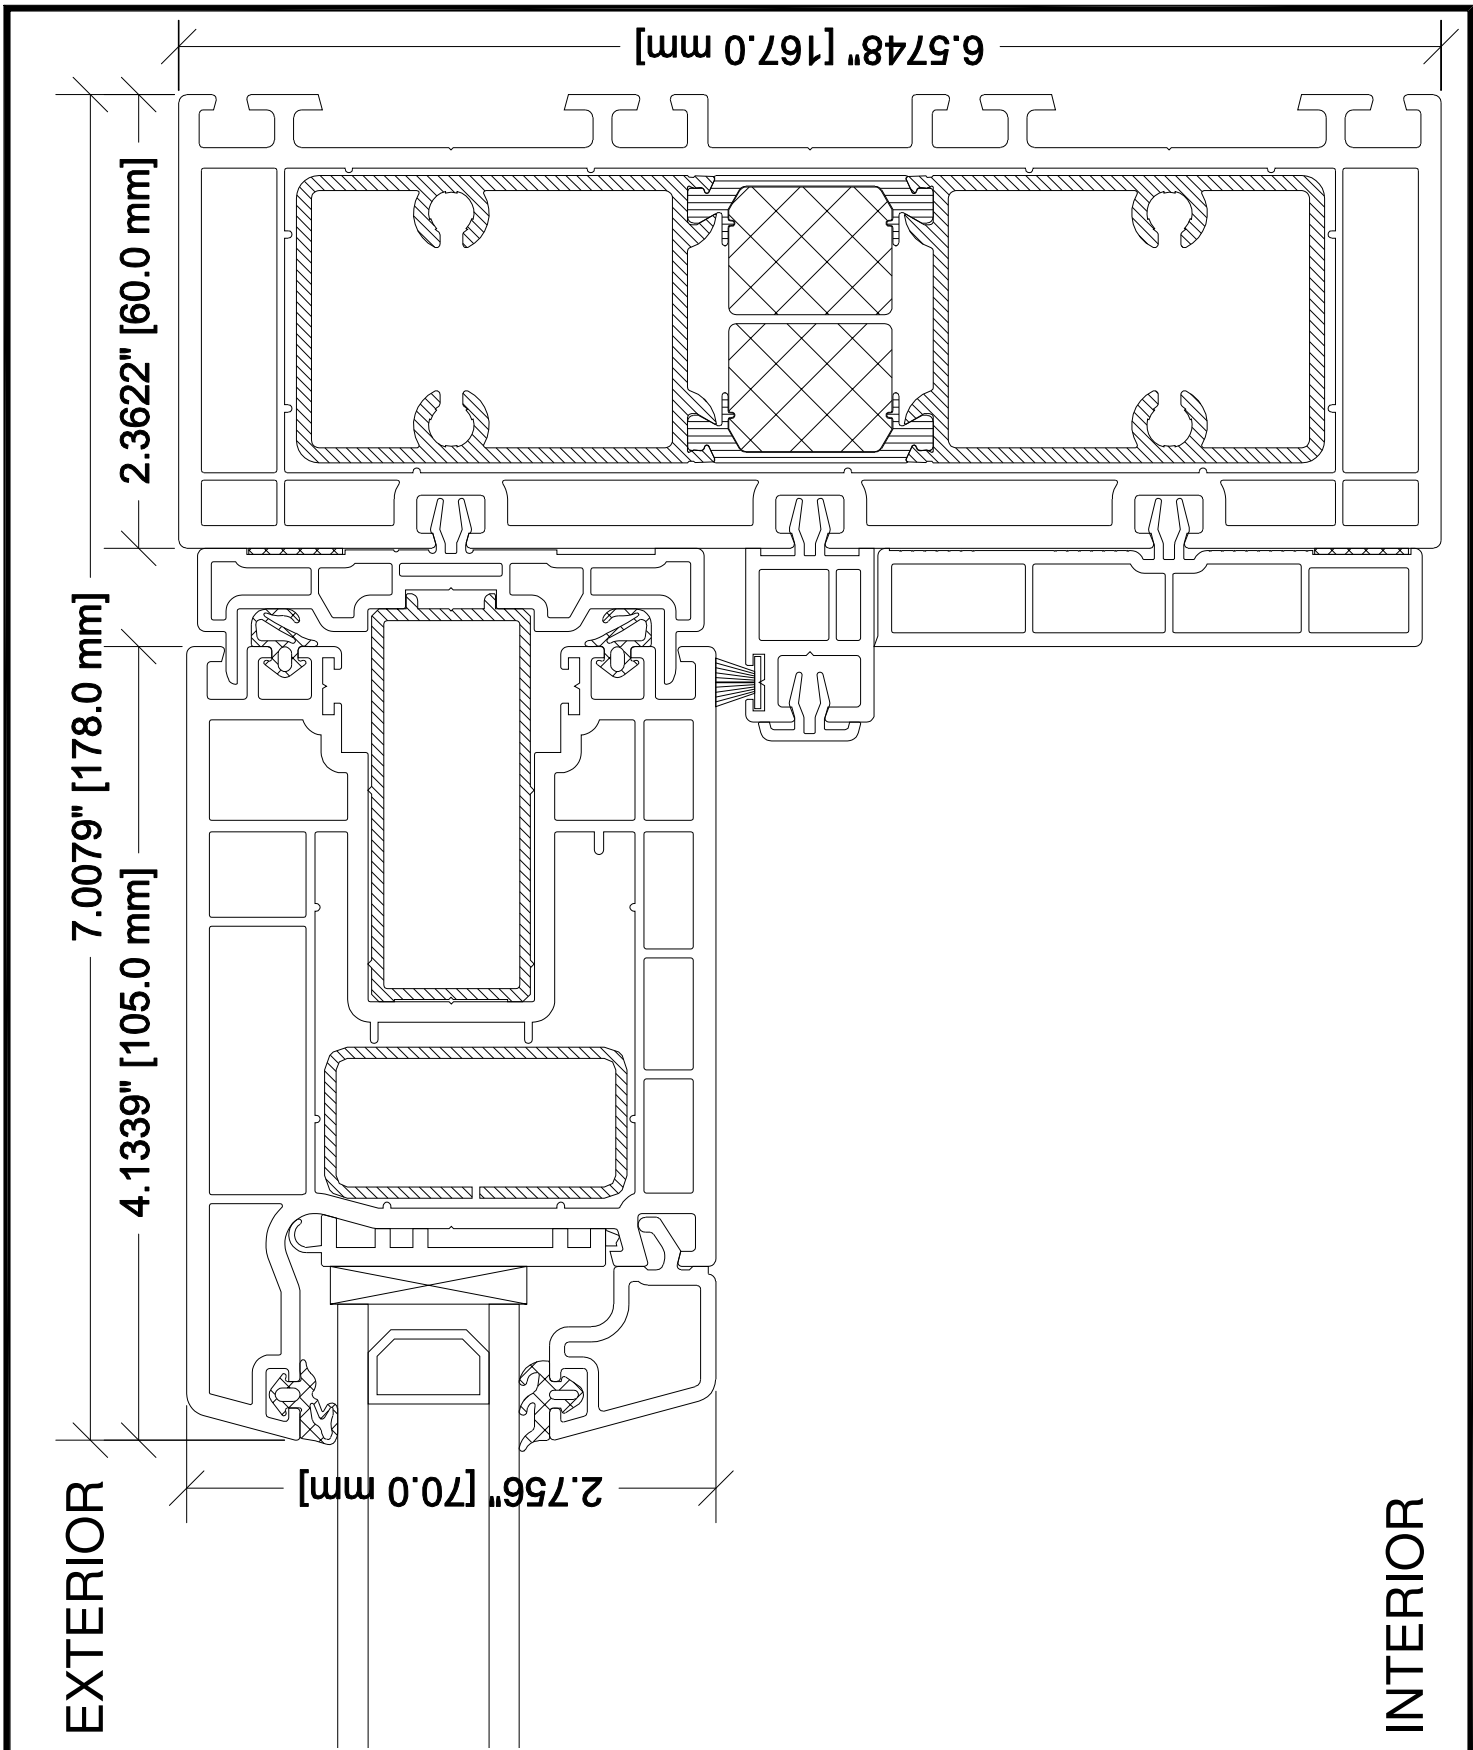 6.5748" [167.0 mm]
2.3622" [60.0 mm]
7.0079" [178.0 mm]
4.1339" [105.0 mm]
2.756" [70.0 mm]
EXTERIOR
INTERIOR